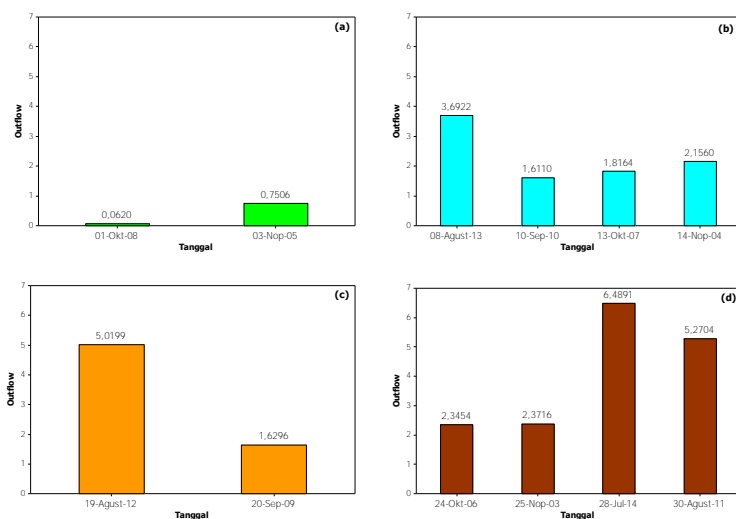 (a)
7
6
5
4
3
2
1
0
Outflow
0,0620
0,7506
01-Okt-08
03-Nop-05
Tanggal
(b)
7
6
5
4
3
2
1
0
Outflow
3,6922
1,6110
1,8164
2,1560
08-Agust-13
10-Sep-10
13-Okt-07
14-Nop-04
Tanggal
(c)
7
6
5
4
3
2
1
0
Outflow
5,0199
1,6296
19-Agust-12
20-Sep-09
Tanggal
(d)
7
6
5
4
3
2
1
0
Outflow
2,3454
2,3716
6,4891
5,2704
24-Okt-06
25-Nop-03
28-Jul-14
30-Agust-11
Tanggal